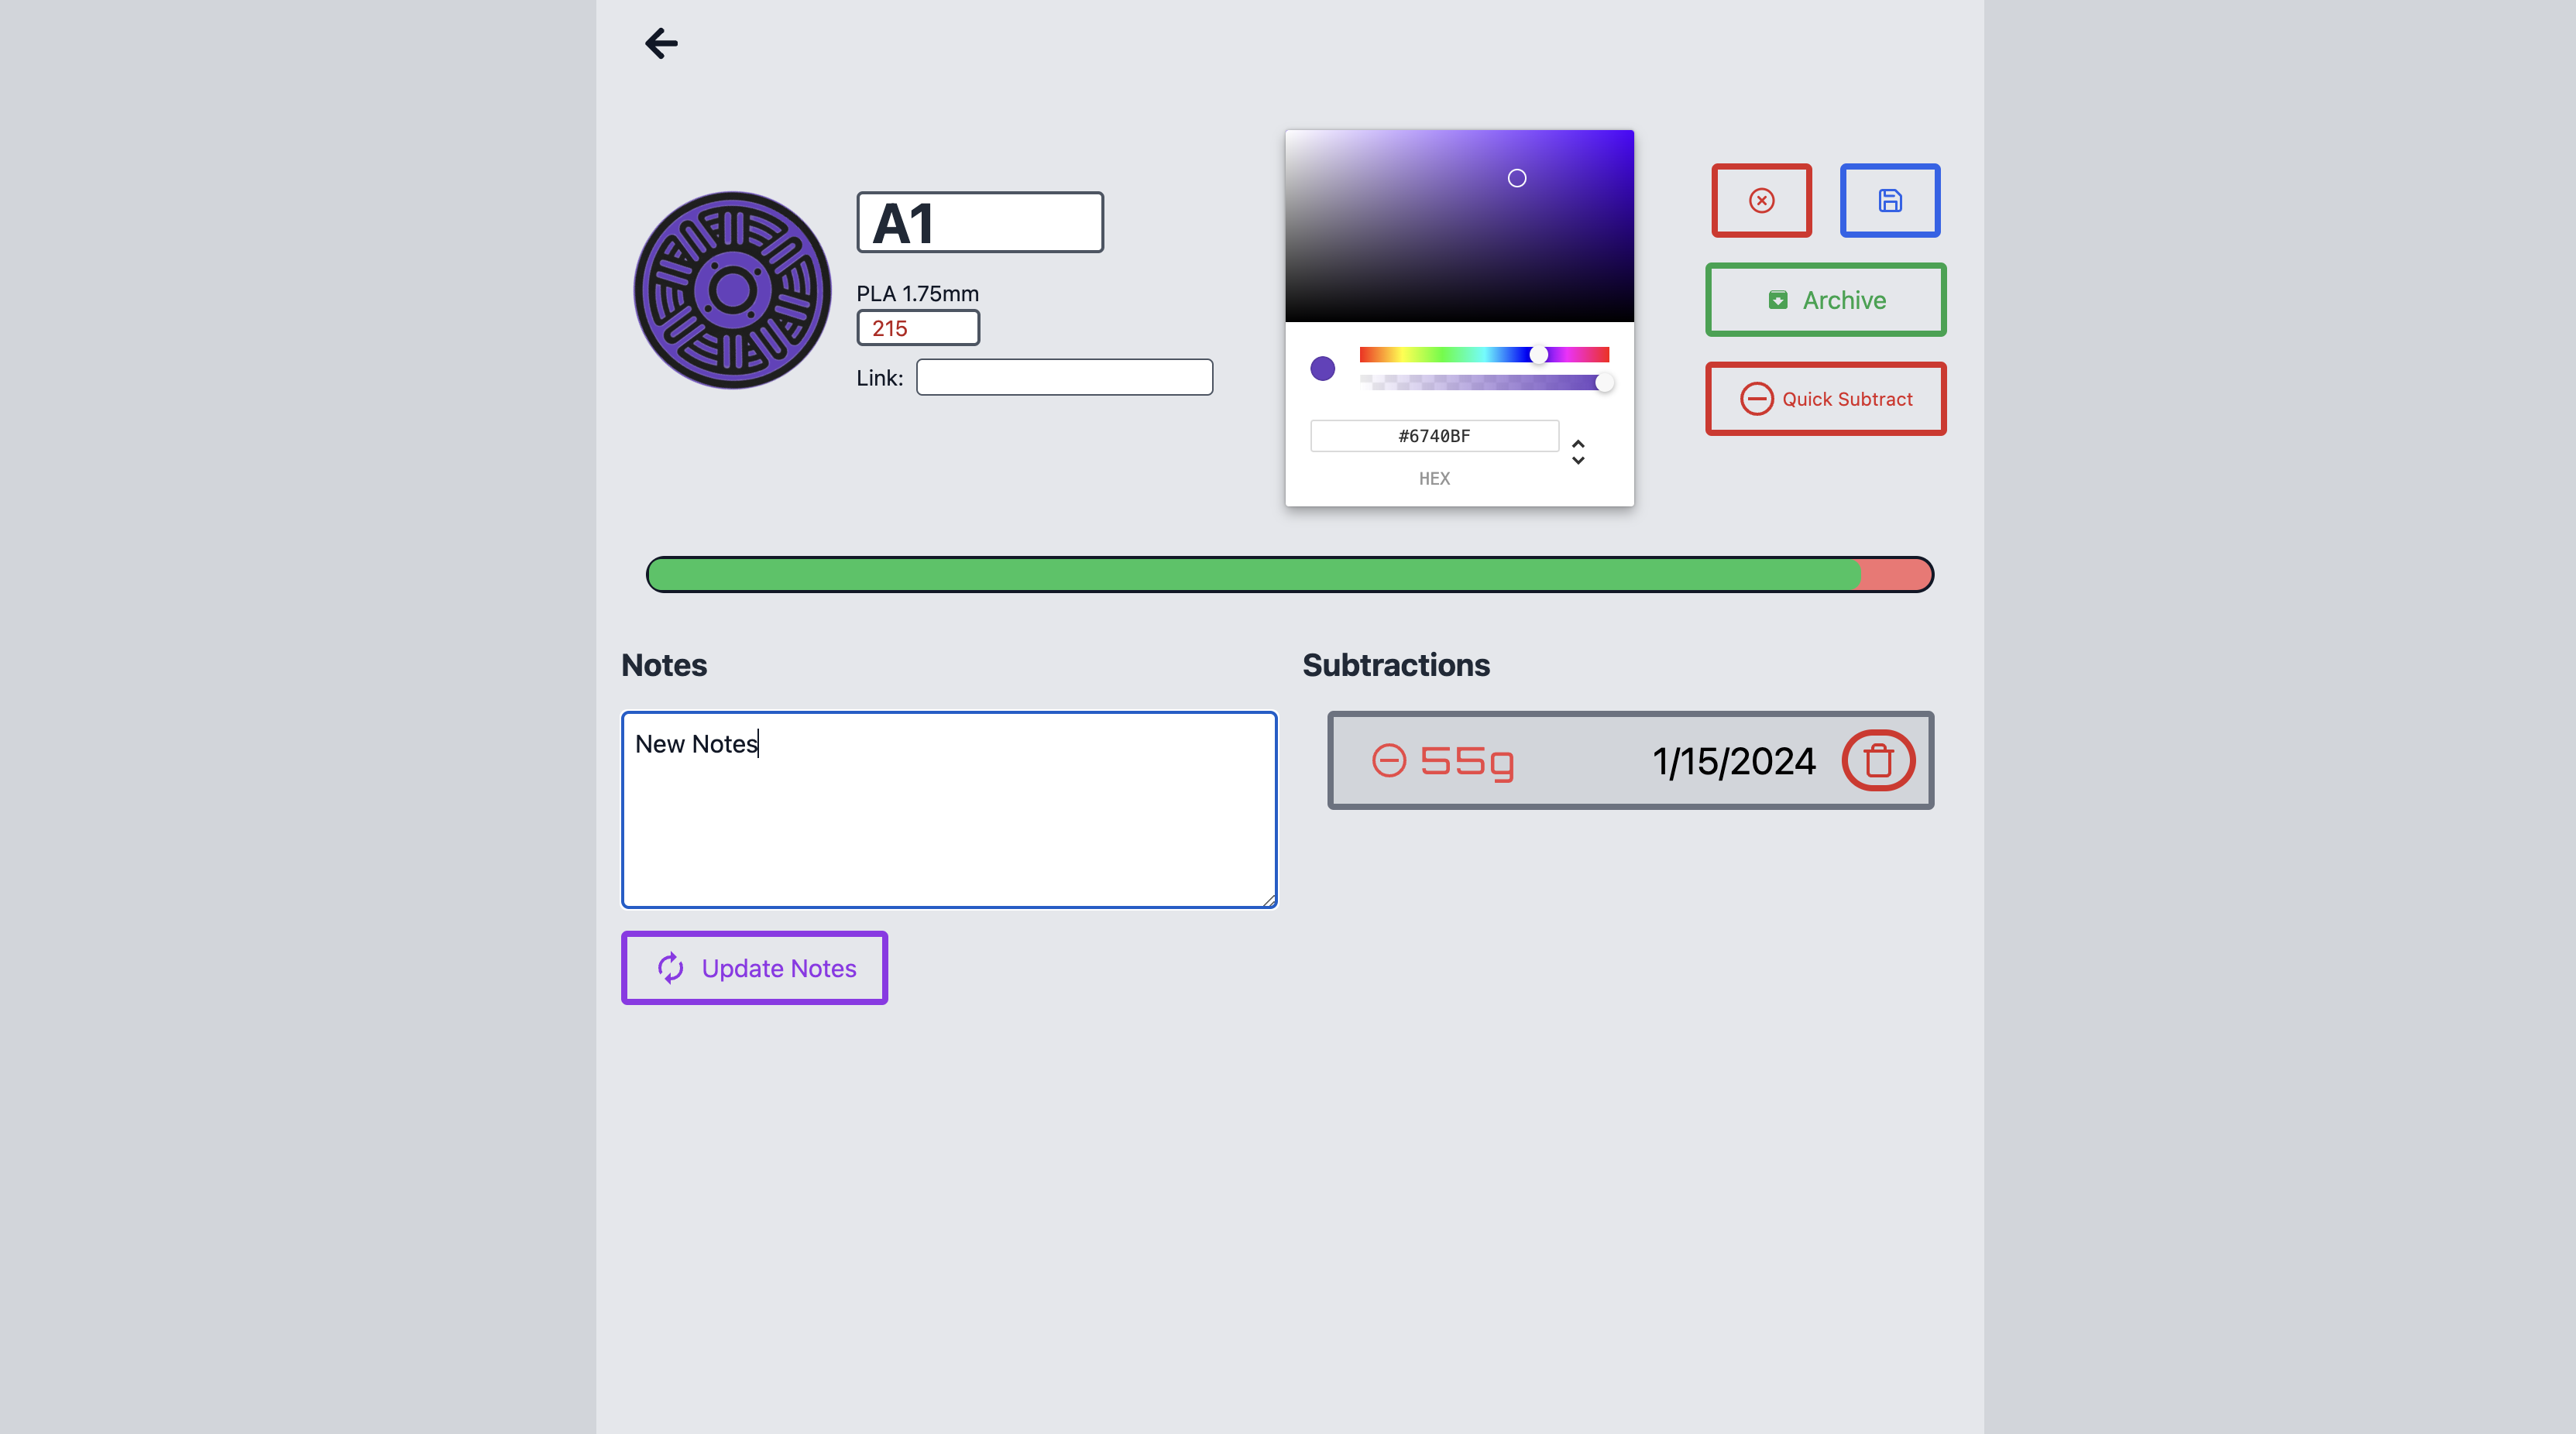 A1
PLA 1.75mm
215
Link:
#6740BF
HEX
Archive
Quick Subtract
Notes
New Notes
Update Notes
Subtractions
55g 1/15/2024